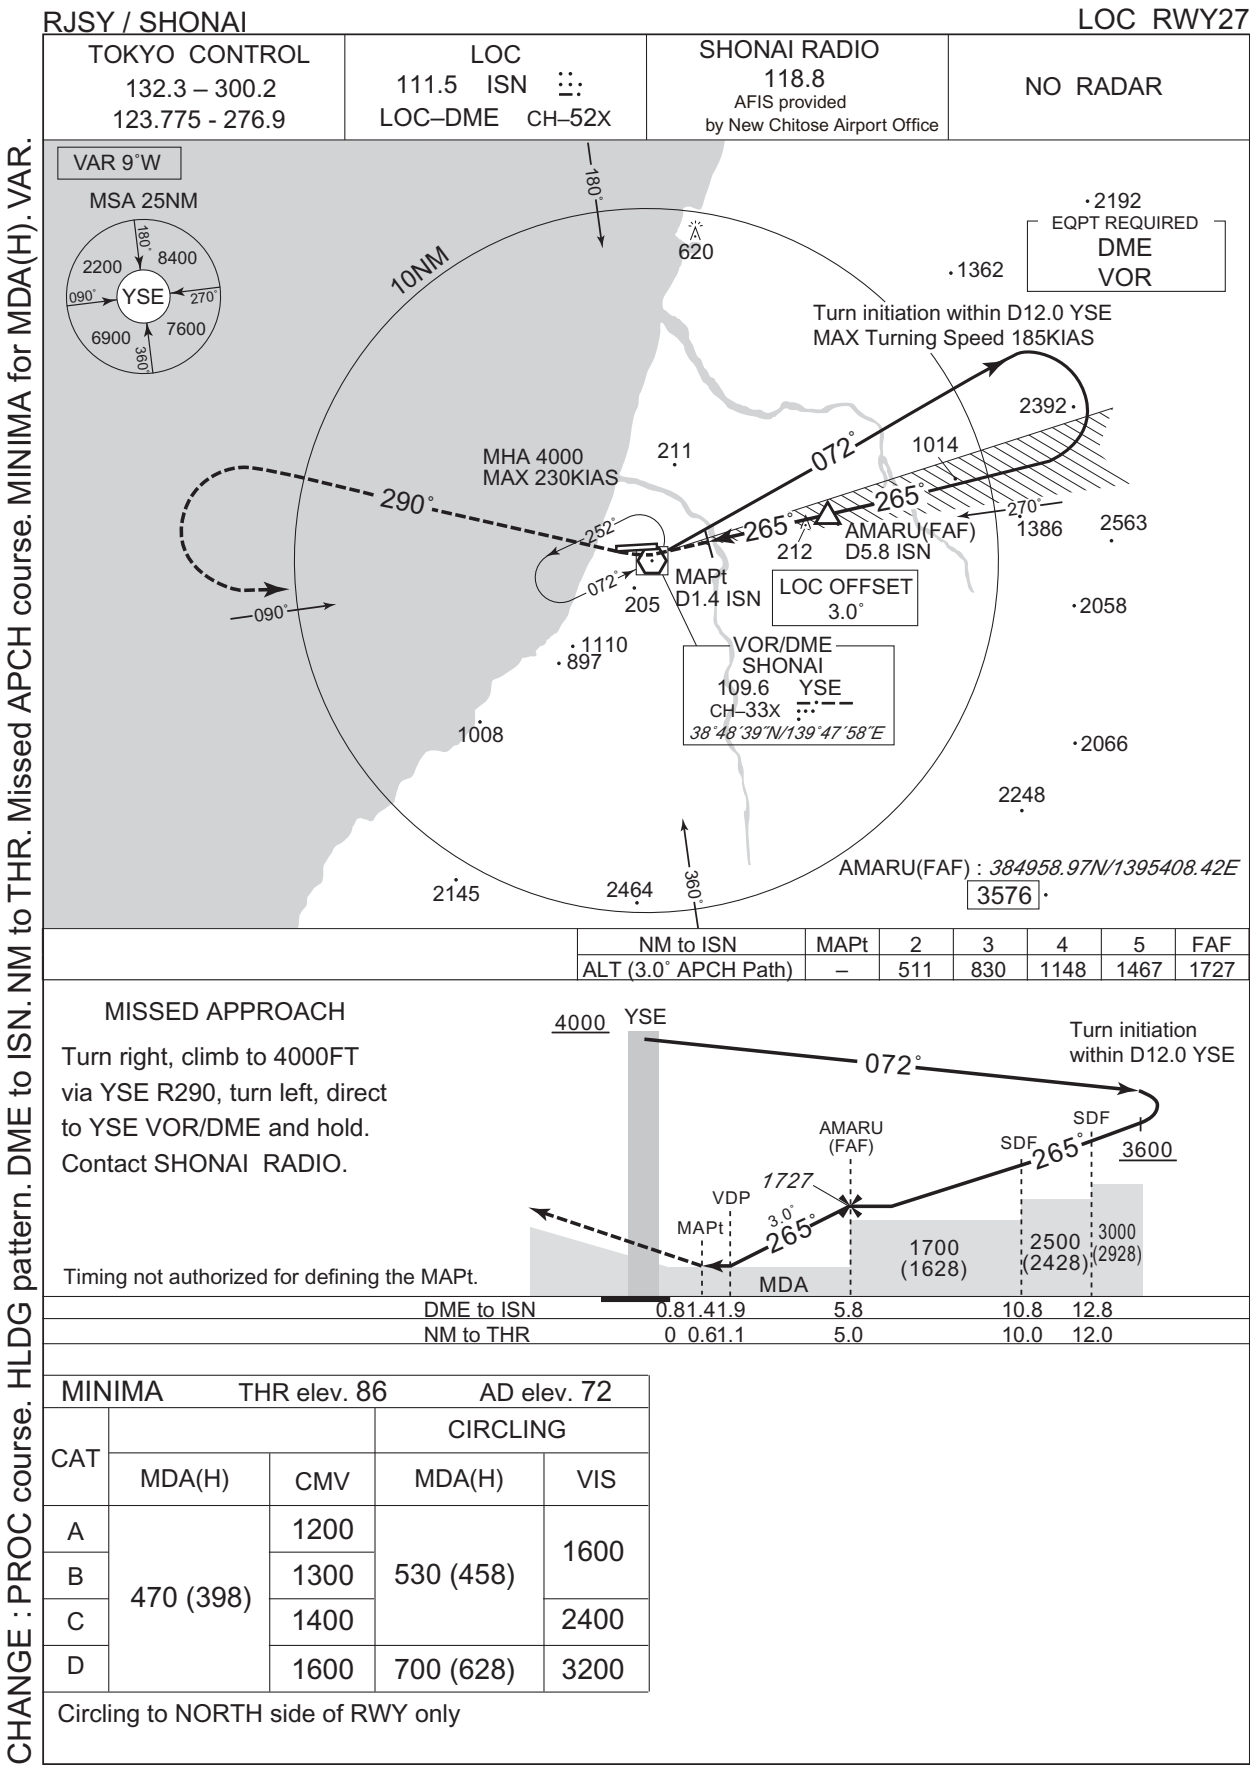 RJSY / SHONAI
LOC RWY27
TOKYO CONTROL
132.3 – 300.2
123.775 - 276.9
LOC
111.5 ISN
LOC–DME CH–52X
SHONAI RADIO
118.8
AFIS provided
by New Chitose Airport Office
NO RADAR
CHANGE : PROC course. HLDG pattern. DME to ISN. NM to THR. Missed APCH course. MINIMA for MDA(H). VAR.
VAR 9˚W
MSA 25NM
180˚
2200
8400
090˚
YSE
270˚
6900
7600
360˚
180˚
10NM
620
2192
EQPT REQUIRED
DME
VOR
1362
Turn initiation within D12.0 YSE
MAX Turning Speed 185KIAS
2392
1014
072˚
211
MHA 4000
MAX 230KIAS
290˚
265˚
265˚
270˚
1386
2563
252˚
072˚
AMARU(FAF)
D5.8 ISN
212
MAPt
D1.4 ISN
LOC OFFSET
3.0˚
205
090˚
2058
1110
897
VOR/DME
SHONAI
109.6 YSE
CH–33X
38˚48´39˝N/139˚47´58˝E
1008
2066
2248
AMARU(FAF) : 384958.97N/1395408.42E
3576
2145
2464
360˚
NM to ISN MAPt 2 3 4 5 FAF
ALT (3.0˚ APCH Path) – 511 830 1148 1467 1727
MISSED APPROACH
Turn right, climb to 4000FT
via YSE R290, turn left, direct
to YSE VOR/DME and hold.
Contact SHONAI RADIO.
Timing not authorized for defining the MAPt.
4000
YSE
072˚
Turn initiation
within D12.0 YSE
SDF
SDF
265˚
3600
AMARU
(FAF)
1727
VDP
MAPt
3.0˚
265˚
MDA
1700
(1628)
2500
(2428)
3000
(2928)
DME to ISN 0.8 1.4 1.9 5.8 10.8 12.8
NM to THR 0 0.6 1.1 5.0 10.0 12.0
MINIMA THR elev. 86 AD elev. 72
CAT
CIRCLING
MDA(H) CMV MDA(H) VIS
A 1200
B 1300
C 1400
D 1600
470 (398)
530 (458)
700 (628)
1600
2400
3200
Circling to NORTH side of RWY only